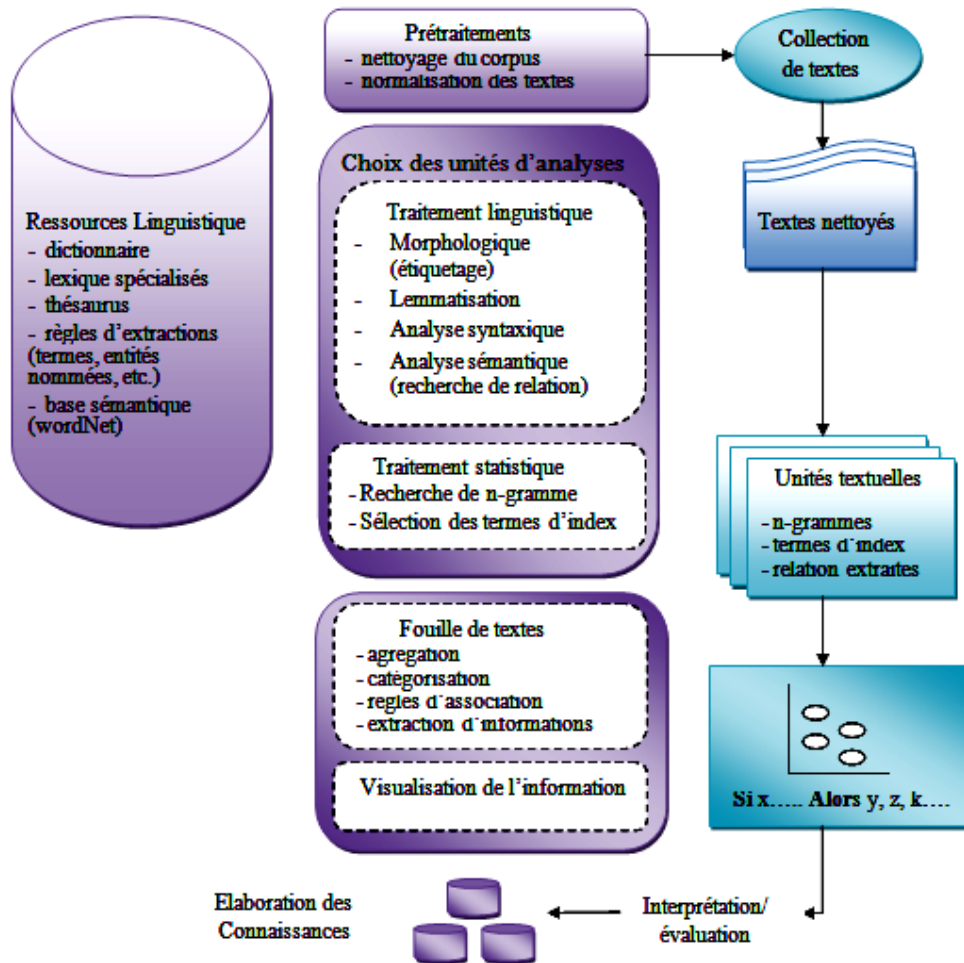 Prétraitements
- nettoyage du corpus
- normalisation des textes
Collection
de textes
Ressources Linguistique
- dictionnaire
- lexique spécialisés
- thésaurus
- règles d'extractions
(termes, entités
nommées, etc.)
- base sémantique
(wordNet)
Choix des unités d'analyses
Traitement linguistique
- Morphologique
(étiquetage)
- Lemmatisation
- Analyse syntaxique
- Analyse sémantique
(recherche de relation)
Traitement statistique
- Recherche de n-gramme
- Sélection des termes d'index
Textes nettoyés
Unités textuelles
- n-grammes
- termes d'index
- relation extraites
Fouille de textes
- agrégation
- catégorisation
- règles d'association
- extraction d'informations
Visualisation de l'information
Si x..... Alors y, z, k....
Interprétation/
évaluation
Elaboration des
Connaissances